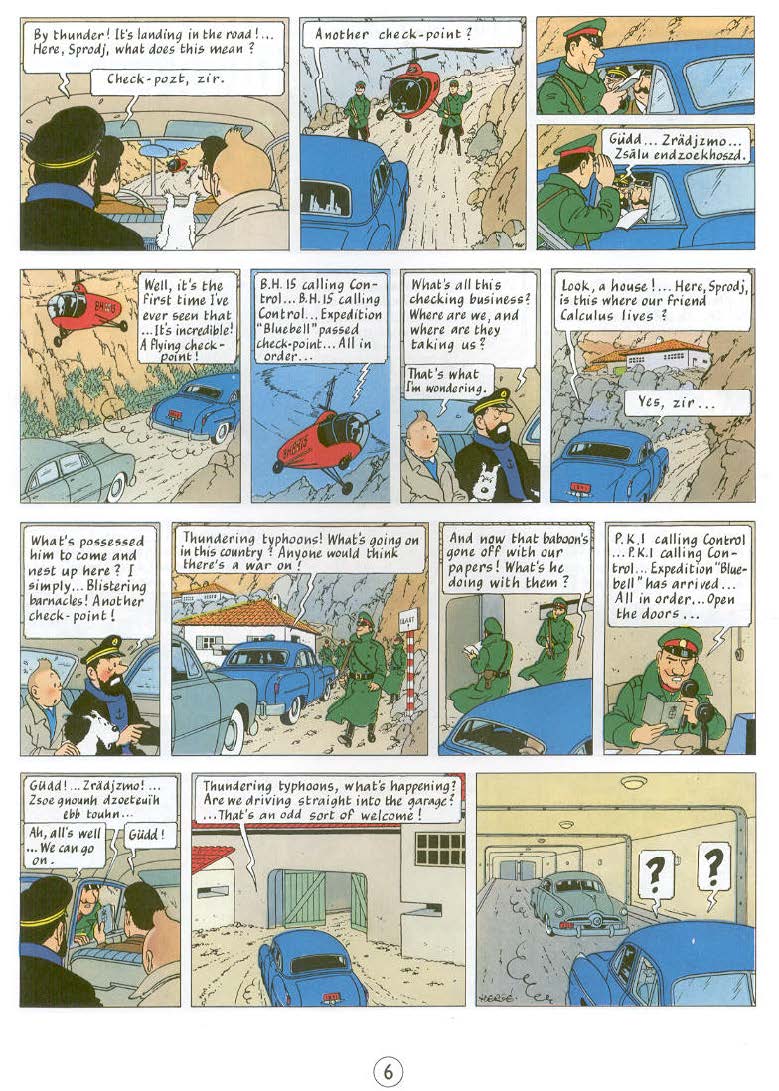 By thunder! It's landing in the road!...
Here, Sprodj, what does this mean?
Check-pozt, zir.
Another check-point?
Güdd... Zrädjzmo...
Zsálu endzoekhoszd.
BH15
Well, it's the
first time I've
ever seen that
...It's incredible!
A flying check-
point!
B.H.15 calling Con-
trol... B.H.15 calling
Control... Expedition
"Bluebell" passed
check-point... All in
order...
BH15
What's all this
checking business?
Where are we, and
where are they
taking us?
That's what
I'm wondering.
Look, a house!... Here, Sprodj,
is this where our friend
Calculus lives?
Yes, zir...
What's possessed
him to come and
nest up here? I
simply... Blistering
barnacles! Another
check-point!
Thundering typhoons! What's going on
in this country? Anyone would think
there's a war on!
And now that baboon's
gone off with our
papers! What's he
doing with them?
P.K.1 calling Control
... P.K.1 calling Con-
trol... Expedition "Blue-
bell" has arrived...
All in order... Open
the doors...
Güdd!... Zrädjzmo!...
Zsoe gnounh dzoeteuïh
ebb touhn...
Ah, all's well
... We can go
on.
Güdd!
Thundering typhoons, what's happening?
Are we driving straight into the garage?
...That's an odd sort of welcome!
?
?
HERGÉ
6